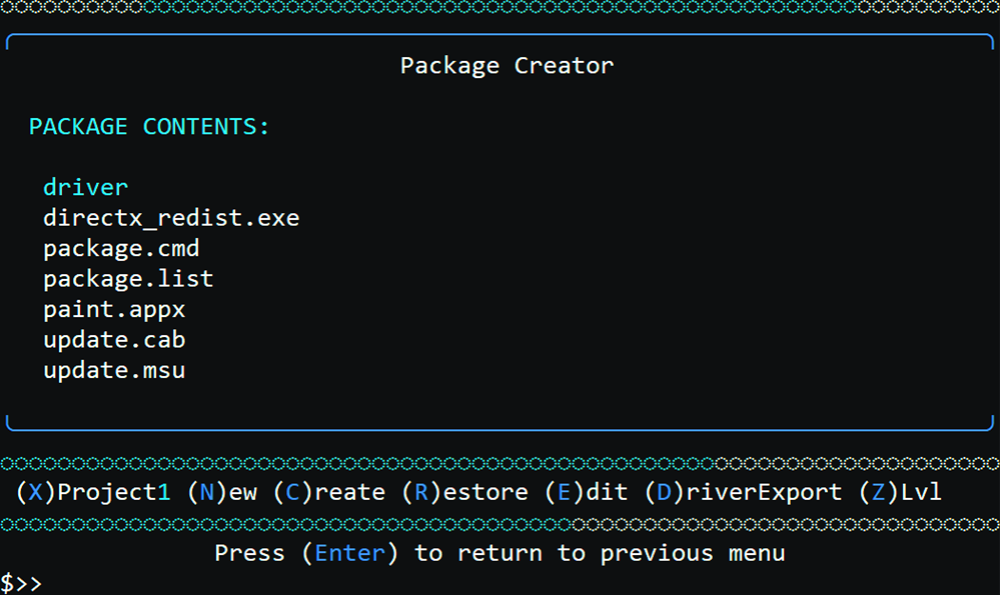 Package Creator
PACKAGE CONTENTS:
driver
directx_redist.exe
package.cmd
package.list
paint.appx
update.cab
update.msu
(X)Project1 (N)ew (C)reate (R)estore (E)dit (D)riverExport (Z)Lvl
Press (Enter) to return to previous menu
$>>